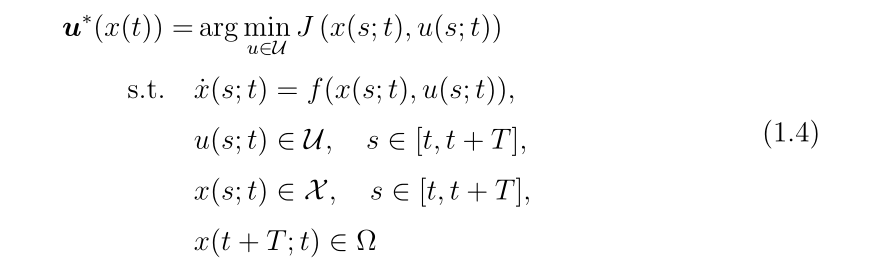 𝒖*(x(t)) = arg min_{u∈𝒰} J (x(s; t), u(s; t))
s.t. ẋ(s; t) = f(x(s; t), u(s; t)),
u(s; t) ∈ 𝒰, s ∈ [t, t + T],
x(s; t) ∈ 𝒳, s ∈ [t, t + T],
x(t + T; t) ∈ Ω
(1.4)